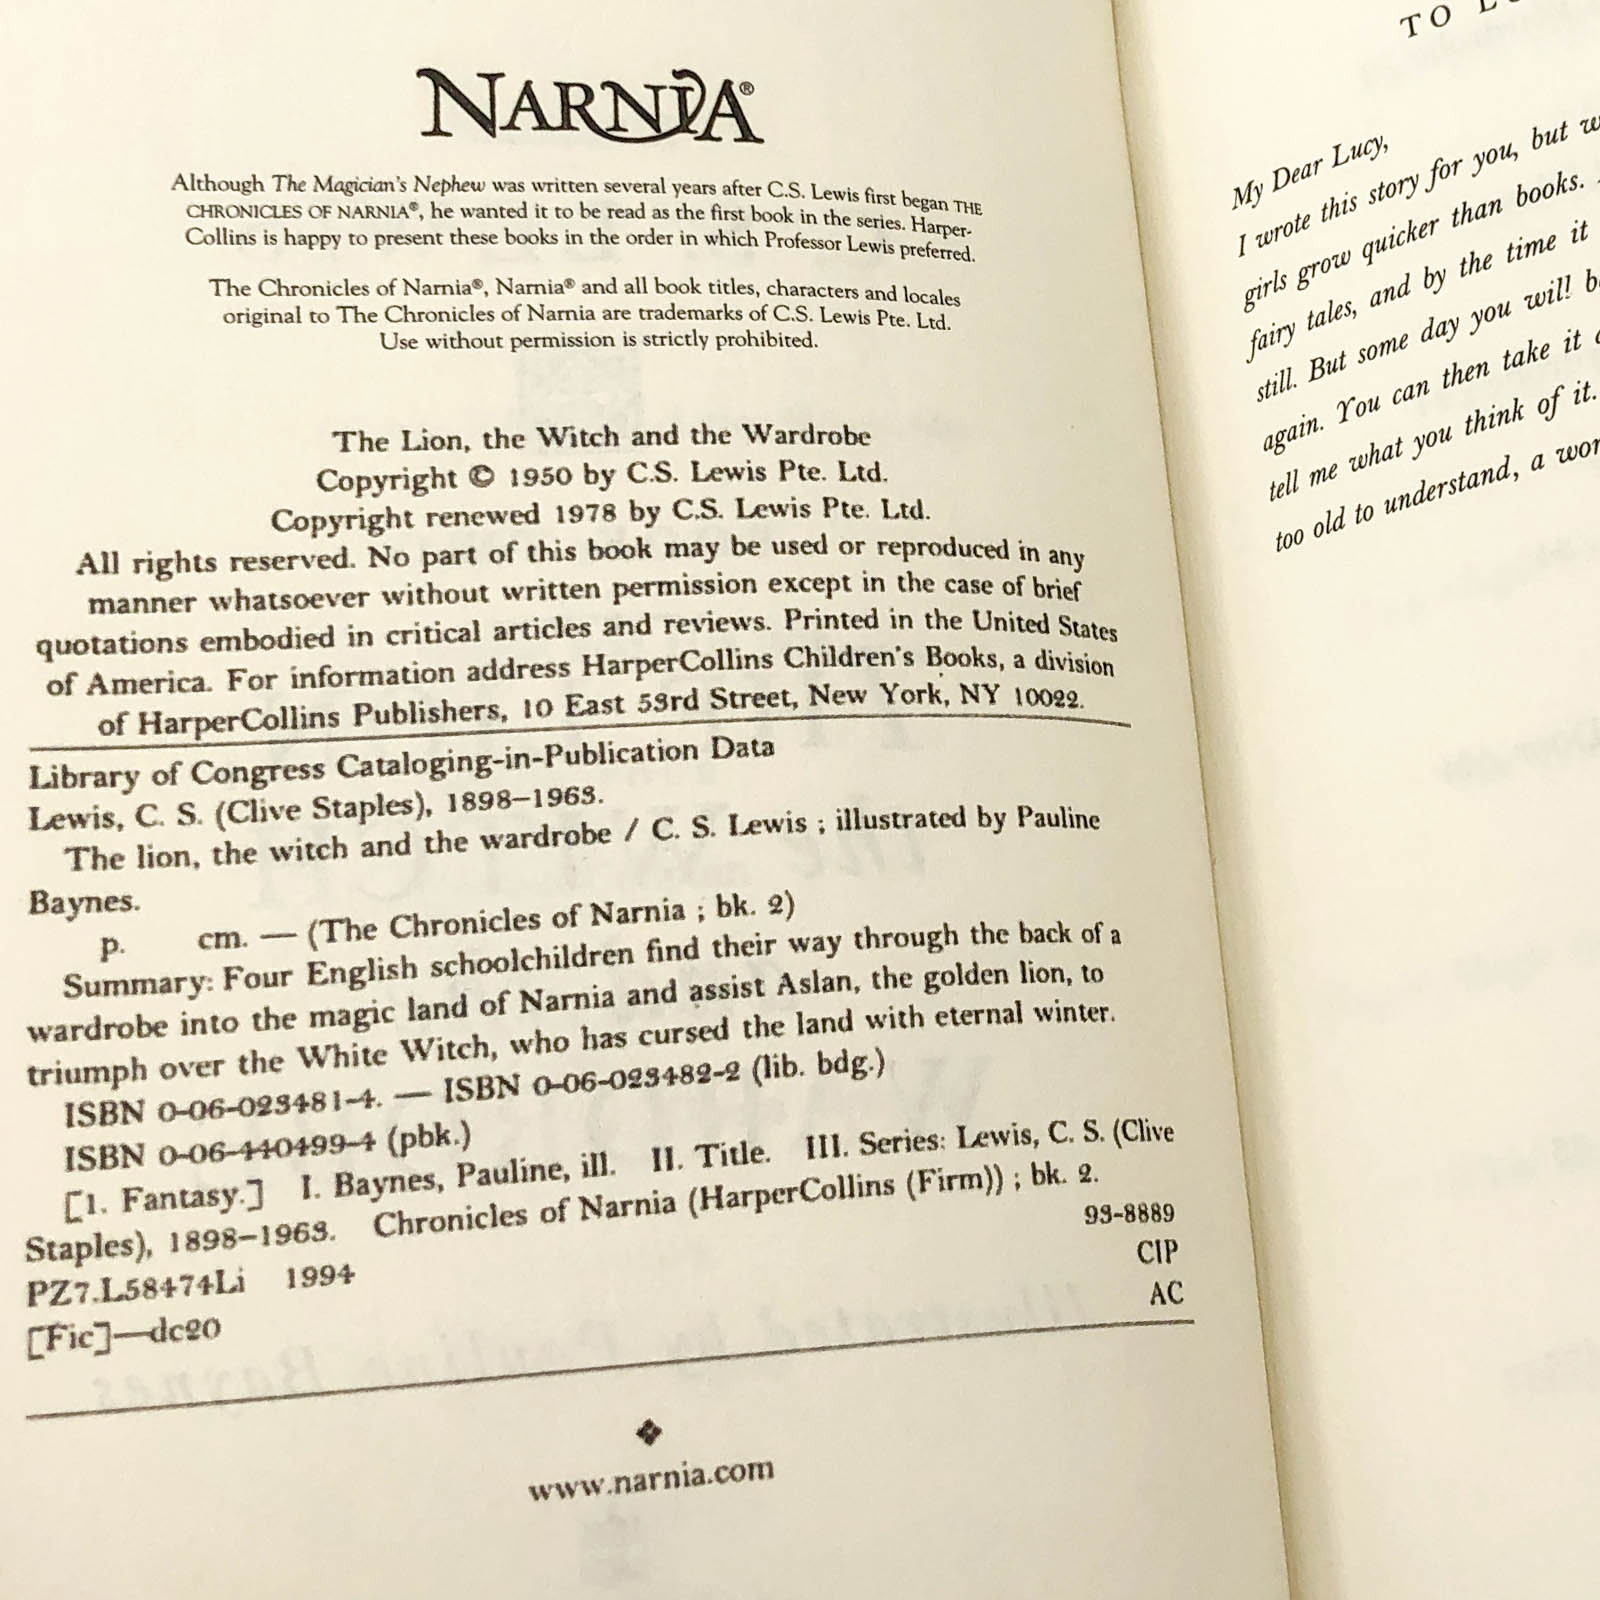 NARNIA®
Although The Magician's Nephew was written several years after C.S. Lewis first began THE
CHRONICLES OF NARNIA®, he wanted it to be read as the first book in the series. Harper-
Collins is happy to present these books in the order in which Professor Lewis preferred.
The Chronicles of Narnia®, Narnia® and all book titles, characters and locales
original to The Chronicles of Narnia are trademarks of C.S. Lewis Pte. Ltd.
Use without permission is strictly prohibited.
The Lion, the Witch and the Wardrobe
Copyright © 1950 by C.S. Lewis Pte. Ltd.
Copyright renewed 1978 by C.S. Lewis Pte. Ltd.
All rights reserved. No part of this book may be used or reproduced in any
manner whatsoever without written permission except in the case of brief
quotations embodied in critical articles and reviews. Printed in the United States
of America. For information address HarperCollins Children's Books, a division
of HarperCollins Publishers, 10 East 53rd Street, New York, NY 10022.
Library of Congress Cataloging-in-Publication Data
Lewis, C. S. (Clive Staples), 1898–1963.
The lion, the witch and the wardrobe / C. S. Lewis ; illustrated by Pauline
Baynes.
p. cm. — (The Chronicles of Narnia ; bk. 2)
Summary: Four English schoolchildren find their way through the back of a
wardrobe into the magic land of Narnia and assist Aslan, the golden lion, to
triumph over the White Witch, who has cursed the land with eternal winter.
ISBN 0-06-023481-4. — ISBN 0-06-023482-2 (lib. bdg.)
ISBN 0-06-440499-4 (pbk.)
[1. Fantasy.] I. Baynes, Pauline, ill. II. Title. III. Series: Lewis, C. S. (Clive
Staples), 1898–1963. Chronicles of Narnia (HarperCollins (Firm)) ; bk. 2.
PZ7.L58474Li 1994
93-8889
[Fic]—dc20
CIP
AC
www.narnia.com
TO
My Dear Lucy,
I wrote this story for you, but
girls grow quicker than books.
fairy tales, and by the time it
still. But some day you will
again. You can then take it
tell me what you think of it.
too old to understand, a